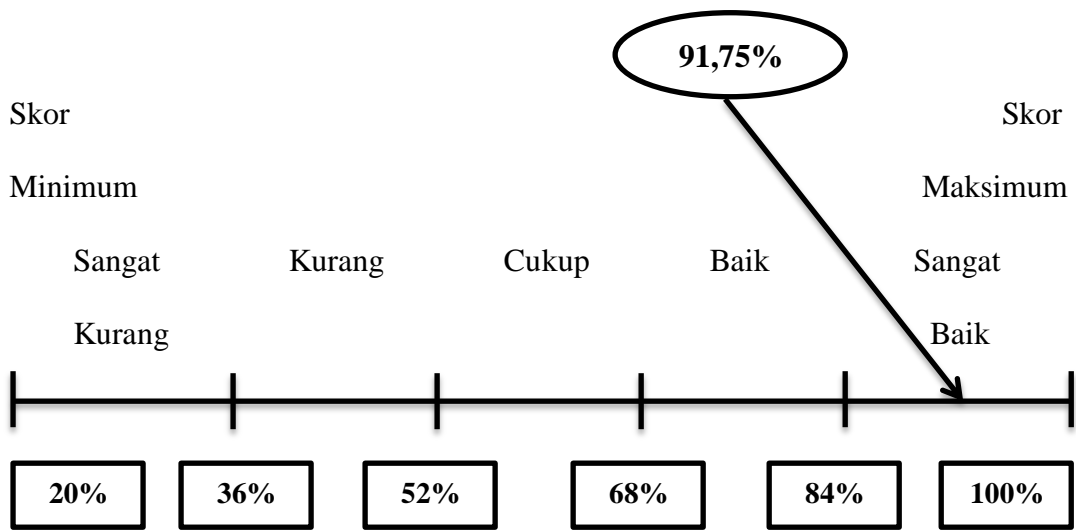 91,75%
Skor Skor
Minimum Maksimum
Sangat Kurang Cukup Baik Sangat
Kurang Baik
20% 36% 52% 68% 84% 100%